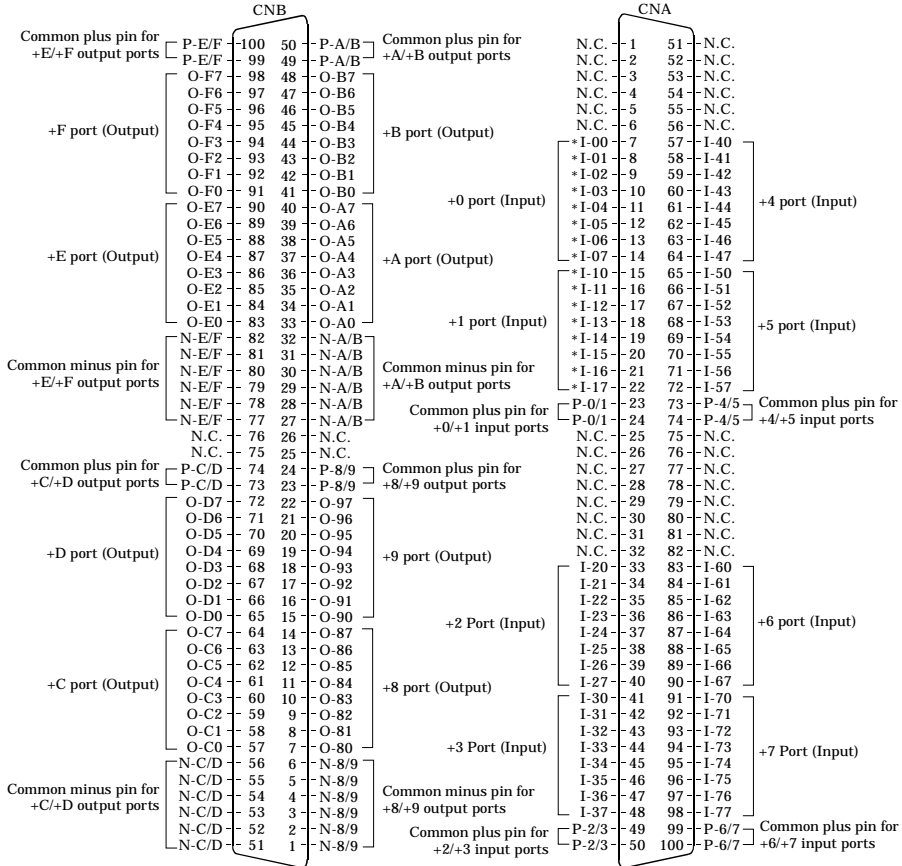 CNB
Common plus pin for
+E/+F output ports
P-E/F 100 50 P-A/B
P-E/F 99 49 P-A/B
Common plus pin for
+A/+B output ports
O-F7 98 48 O-B7
O-F6 97 47 O-B6
O-F5 96 46 O-B5
O-F4 95 45 O-B4
+F port (Output)
+B port (Output)
O-F3 94 44 O-B3
O-F2 93 43 O-B2
O-F1 92 42 O-B1
O-F0 91 41 O-B0
O-E7 90 40 O-A7
O-E6 89 39 O-A6
O-E5 88 38 O-A5
O-E4 87 37 O-A4
+E port (Output)
+A port (Output)
O-E3 86 36 O-A3
O-E2 85 35 O-A2
O-E1 84 34 O-A1
O-E0 83 33 O-A0
N-E/F 82 32 N-A/B
N-E/F 81 31 N-A/B
N-E/F 80 30 N-A/B
Common minus pin for
+E/+F output ports
Common minus pin for
+A/+B output ports
N-E/F 79 29 N-A/B
N-E/F 78 28 N-A/B
N-E/F 77 27 N-A/B
N.C. 76 26 N.C.
N.C. 75 25 N.C.
Common plus pin for
+C/+D output ports
P-C/D 74 24 P-8/9
P-C/D 73 23 P-8/9
Common plus pin for
+8/+9 output ports
O-D7 72 22 O-97
O-D6 71 21 O-96
O-D5 70 20 O-95
O-D4 69 19 O-94
+D port (Output)
+9 port (Output)
O-D3 68 18 O-93
O-D2 67 17 O-92
O-D1 66 16 O-91
O-D0 65 15 O-90
O-C7 64 14 O-87
O-C6 63 13 O-86
O-C5 62 12 O-85
O-C4 61 11 O-84
+C port (Output)
+8 port (Output)
O-C3 60 10 O-83
O-C2 59 9 O-82
O-C1 58 8 O-81
O-C0 57 7 O-80
N-C/D 56 6 N-8/9
N-C/D 55 5 N-8/9
N-C/D 54 4 N-8/9
Common minus pin for
+C/+D output ports
Common minus pin for
+8/+9 output ports
N-C/D 53 3 N-8/9
N-C/D 52 2 N-8/9
N-C/D 51 1 N-8/9
CNA
N.C. 1 51 N.C.
N.C. 2 52 N.C.
N.C. 3 53 N.C.
N.C. 4 54 N.C.
N.C. 5 55 N.C.
N.C. 6 56 N.C.
*I-00 7 57 I-40
*I-01 8 58 I-41
*I-02 9 59 I-42
*I-03 10 60 I-43
+0 port (Input)
+4 port (Input)
*I-04 11 61 I-44
*I-05 12 62 I-45
*I-06 13 63 I-46
*I-07 14 64 I-47
*I-10 15 65 I-50
*I-11 16 66 I-51
*I-12 17 67 I-52
*I-13 18 68 I-53
+1 port (Input)
+5 port (Input)
*I-14 19 69 I-54
*I-15 20 70 I-55
*I-16 21 71 I-56
*I-17 22 72 I-57
Common plus pin for
+0/+1 input ports
P-0/1 23 73 P-4/5
P-0/1 24 74 P-4/5
Common plus pin for
+4/+5 input ports
N.C. 25 75 N.C.
N.C. 26 76 N.C.
N.C. 27 77 N.C.
N.C. 28 78 N.C.
N.C. 29 79 N.C.
N.C. 30 80 N.C.
N.C. 31 81 N.C.
N.C. 32 82 N.C.
I-20 33 83 I-60
I-21 34 84 I-61
I-22 35 85 I-62
I-23 36 86 I-63
+2 Port (Input)
+6 port (Input)
I-24 37 87 I-64
I-25 38 88 I-65
I-26 39 89 I-66
I-27 40 90 I-67
I-30 41 91 I-70
I-31 42 92 I-71
I-32 43 93 I-72
I-33 44 94 I-73
+3 Port (Input)
+7 Port (Input)
I-34 45 95 I-74
I-35 46 96 I-75
I-36 47 97 I-76
I-37 48 98 I-77
Common plus pin for
+2/+3 input ports
P-2/3 49 99 P-6/7
P-2/3 50 100 P-6/7
Common plus pin for
+6/+7 input ports